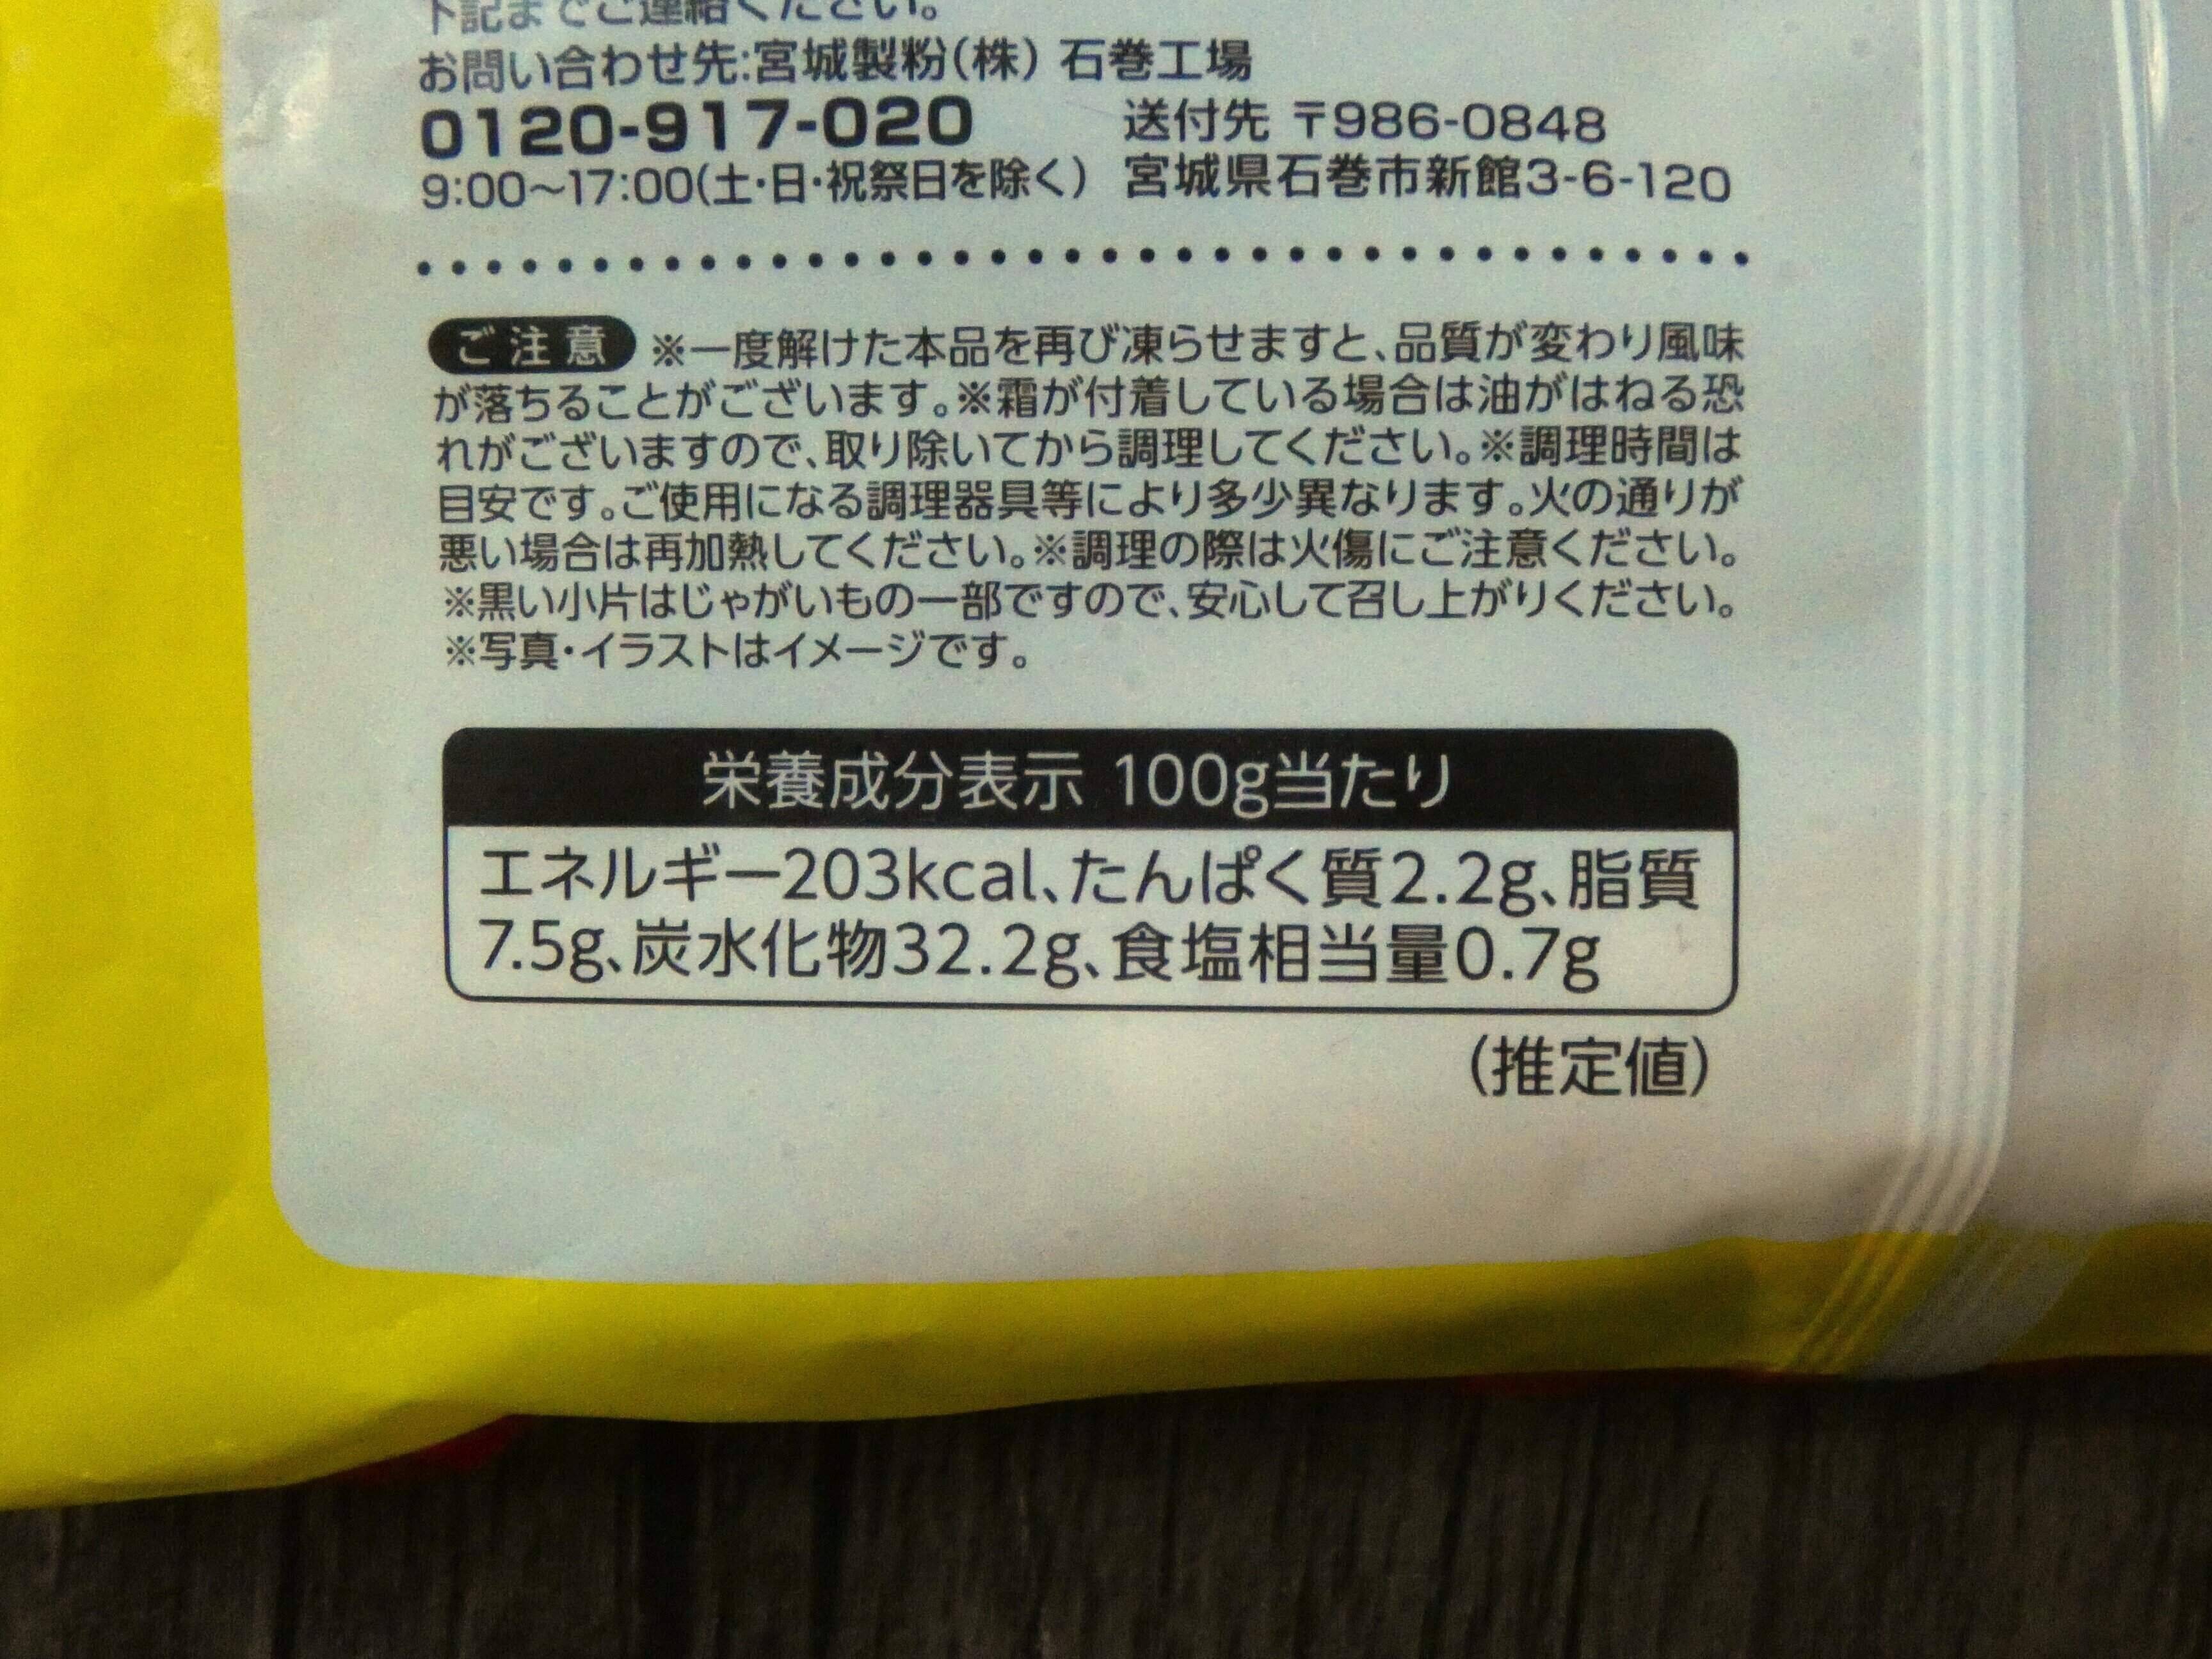 下記までご連絡ください。
お問い合わせ先:宮城製粉(株) 石巻工場
0120-917-020 送付先 〒986-0848
9:00～17:00(土・日・祝祭日を除く) 宮城県石巻市新館3-6-120
ご注意 ※一度解けた本品を再び凍らせますと、品質が変わり風味
が落ちることがございます。※霜が付着している場合は油がはねる恐
れがございますので、取り除いてから調理してください。※調理時間は
目安です。ご使用になる調理器具等により多少異なります。火の通りが
悪い場合は再加熱してください。※調理の際は火傷にご注意ください。
※黒い小片はじゃがいもの一部ですので、安心して召し上がりください。
※写真・イラストはイメージです。
栄養成分表示 100g当たり
エネルギー203kcal、たんぱく質2.2g、脂質
7.5g、炭水化物32.2g、食塩相当量0.7g
(推定値)